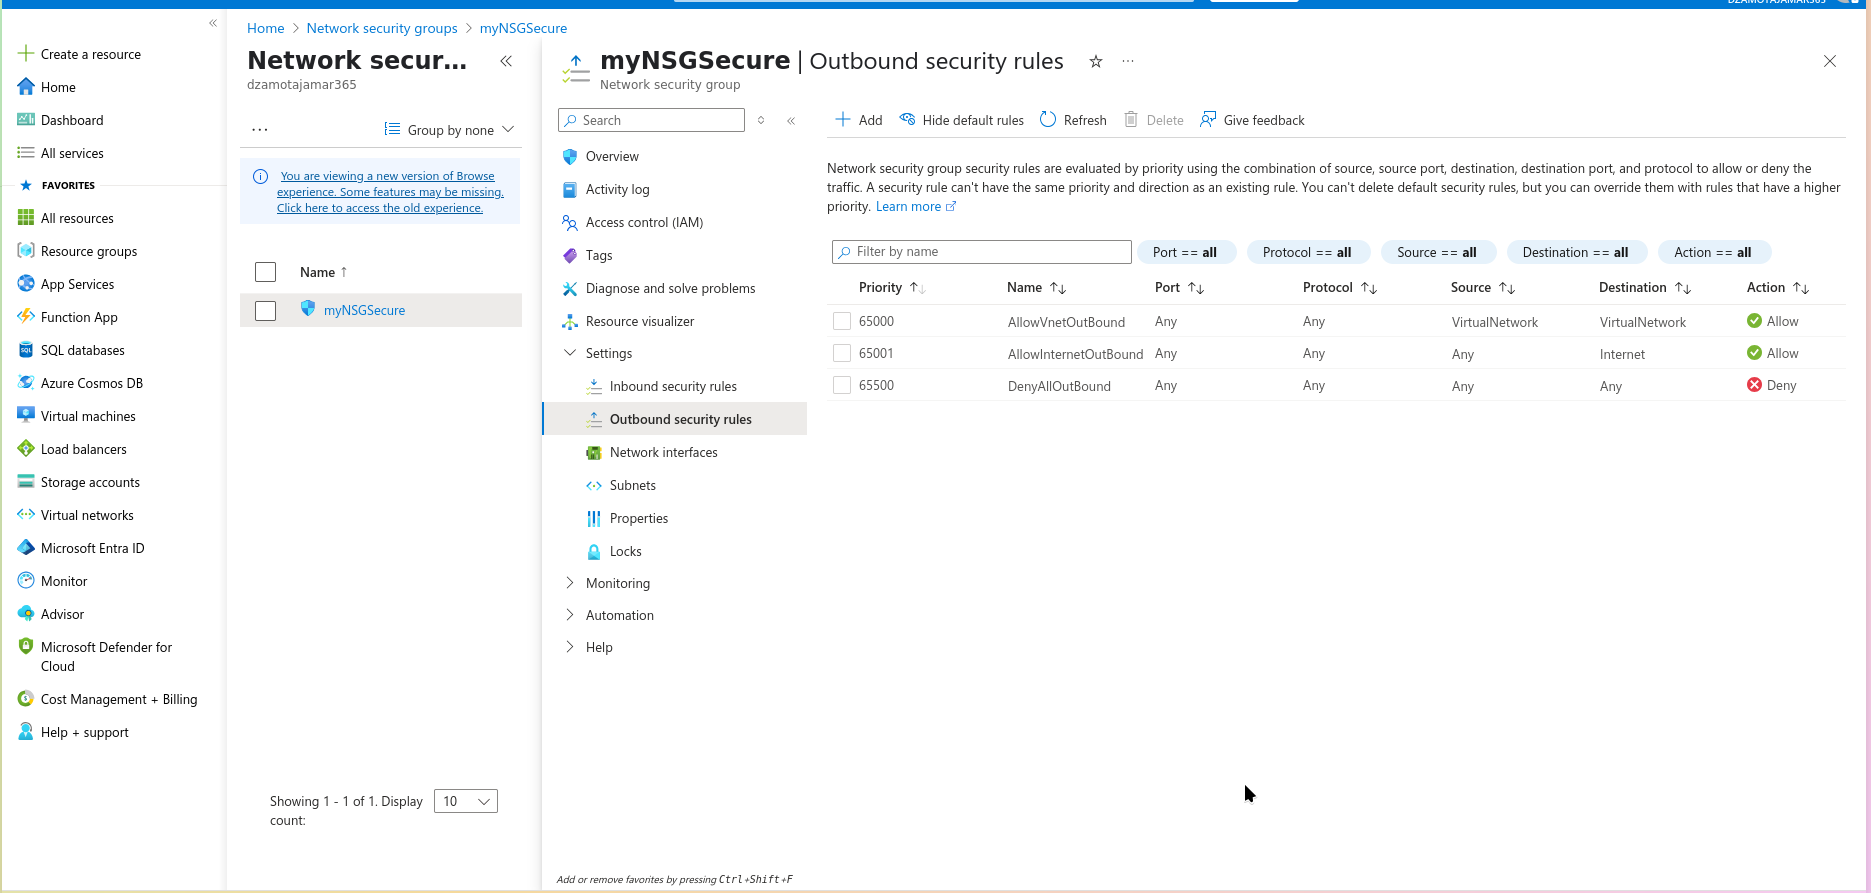 Home > Network security groups > myNSGSecure
Create a resource
Home
Dashboard
All services
FAVORITES
All resources
Resource groups
App Services
Function App
SQL databases
Azure Cosmos DB
Virtual machines
Load balancers
Storage accounts
Virtual networks
Microsoft Entra ID
Monitor
Advisor
Microsoft Defender for
Cloud
Cost Management + Billing
Help + support
Network secur...
dzamotajamar365
... Group by none
You are viewing a new version of Browse
experience. Some features may be missing.
Click here to access the old experience.
Name ↑
myNSGSecure
Showing 1 - 1 of 1. Display 10
count:
myNSGSecure | Outbound security rules
Network security group
Search
Overview
Activity log
Access control (IAM)
Tags
Diagnose and solve problems
Resource visualizer
Settings
Inbound security rules
Outbound security rules
Network interfaces
Subnets
Properties
Locks
Monitoring
Automation
Help
Add or remove favorites by pressing Ctrl+Shift+F
Add Hide default rules Refresh Delete Give feedback
Network security group security rules are evaluated by priority using the combination of source, source port, destination, destination port, and protocol to allow or deny the
traffic. A security rule can't have the same priority and direction as an existing rule. You can't delete default security rules, but you can override them with rules that have a higher
priority. Learn more
Filter by name Port == all Protocol == all Source == all Destination == all Action == all
Priority ↑↓ Name ↑↓ Port ↑↓ Protocol ↑↓ Source ↑↓ Destination ↑↓ Action ↑↓
65000 AllowVnetOutBound Any Any VirtualNetwork VirtualNetwork Allow
65001 AllowInternetOutBound Any Any Any Internet Allow
65500 DenyAllOutBound Any Any Any Any Deny